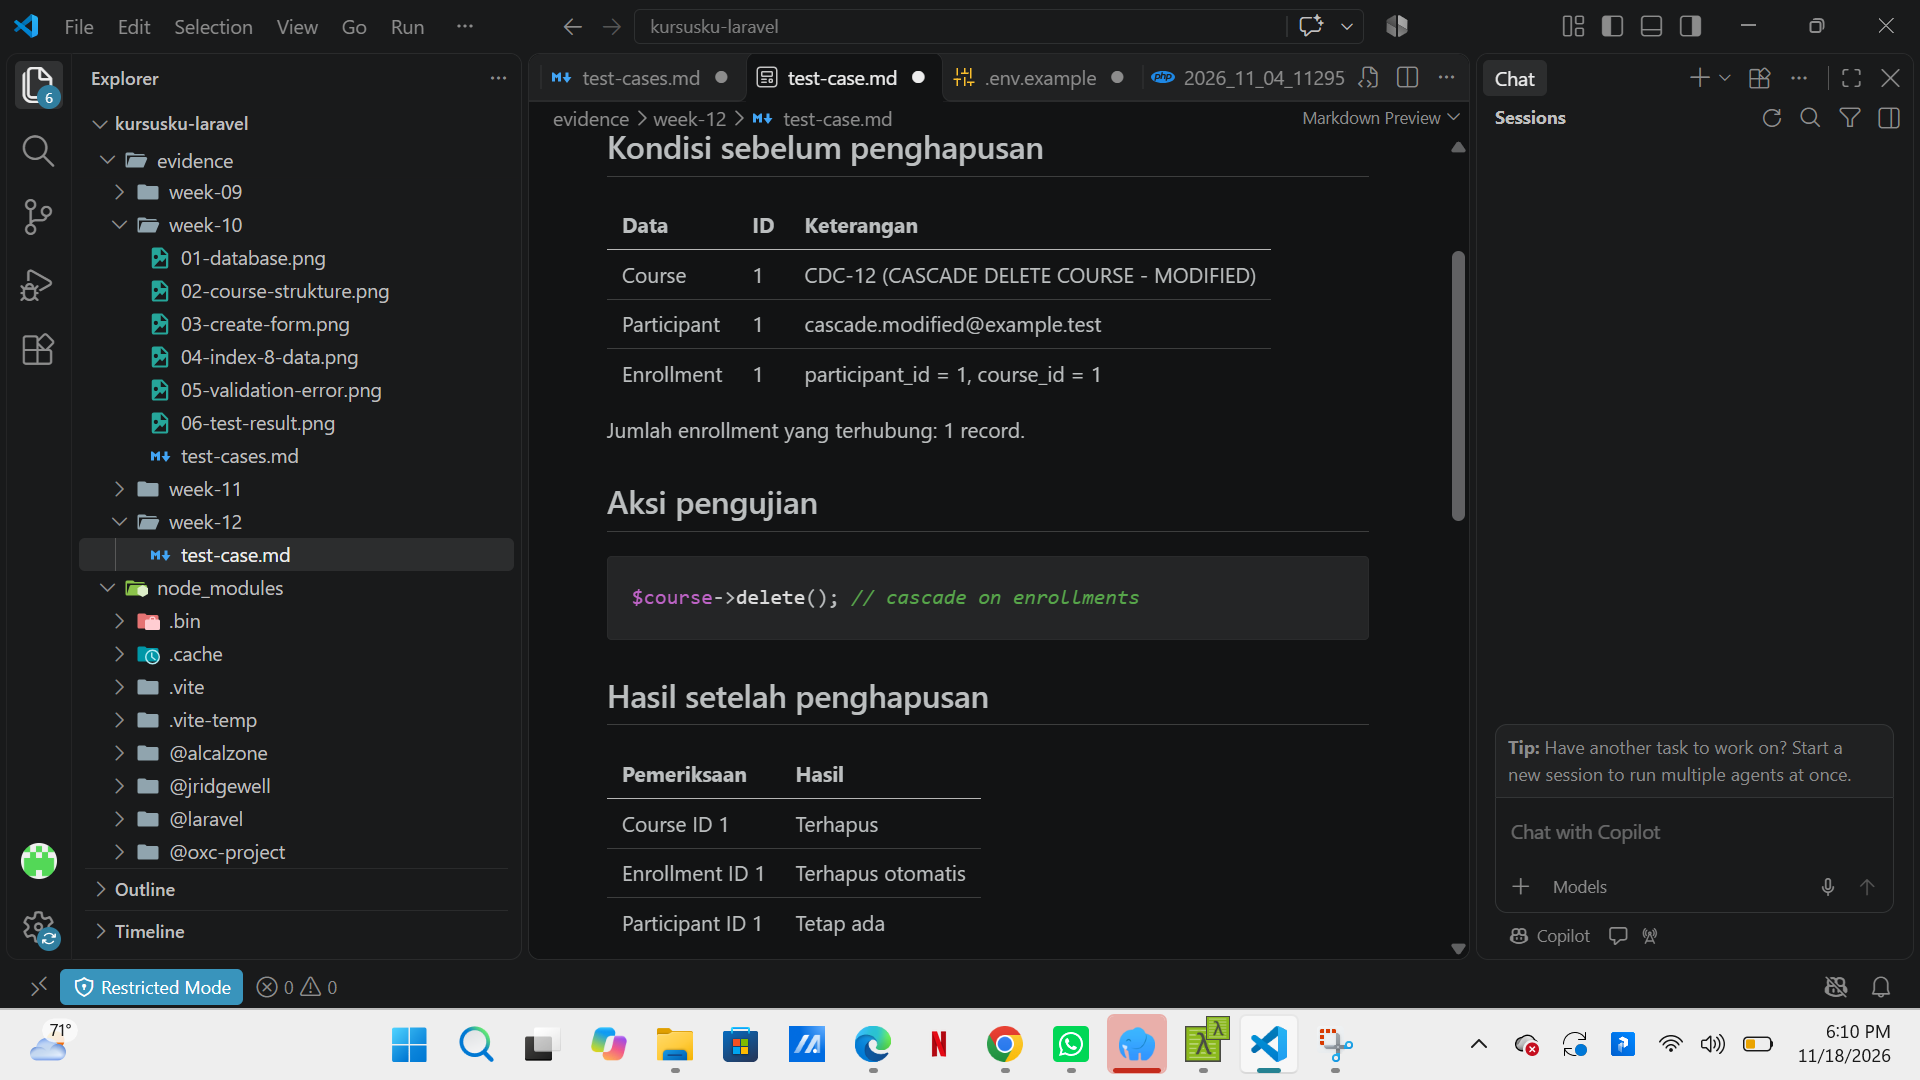 File Edit Selection View Go Run ···
kursusku-laravel
Explorer
kursusku-laravel
evidence
week-09
week-10
01-database.png
02-course-strukture.png
03-create-form.png
04-index-8-data.png
05-validation-error.png
06-test-result.png
test-cases.md
week-11
week-12
test-case.md
node_modules
.bin
.cache
.vite
.vite-temp
@alcalzone
@jridgewell
@laravel
@oxc-project
Outline
Timeline
6
test-cases.md
test-case.md
.env.example
2026_11_04_11295
evidence > week-12 > test-case.md
Markdown Preview
Kondisi sebelum penghapusan
Data ID Keterangan
Course 1 CDC-12 (CASCADE DELETE COURSE - MODIFIED)
Participant 1 cascade.modified@example.test
Enrollment 1 participant_id = 1, course_id = 1
Jumlah enrollment yang terhubung: 1 record.
Aksi pengujian
$course->delete(); // cascade on enrollments
Hasil setelah penghapusan
Pemeriksaan Hasil
Course ID 1 Terhapus
Enrollment ID 1 Terhapus otomatis
Participant ID 1 Tetap ada
Chat
Sessions
Tip: Have another task to work on? Start a
new session to run multiple agents at once.
Chat with Copilot
Models
Copilot
Restricted Mode
0 0
71°
6:10 PM
11/18/2026